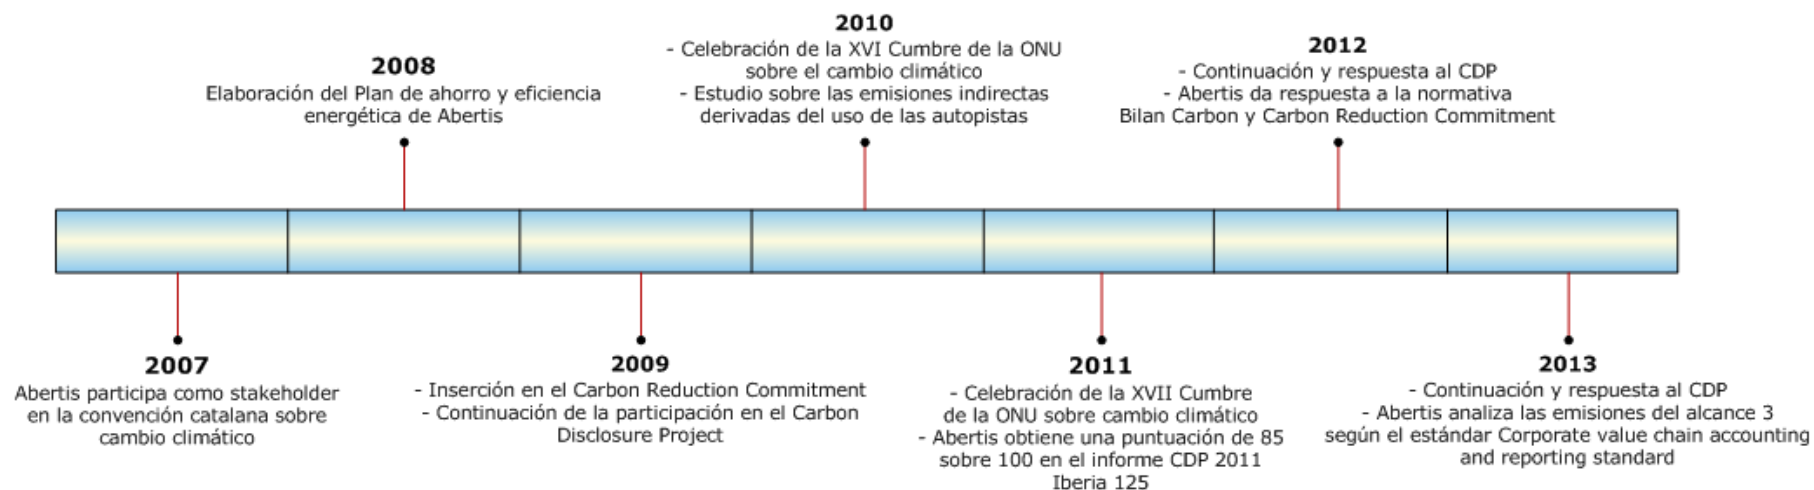 2007
Abertis participa como stakeholder
en la convención catalana sobre
cambio climático
2008
Elaboración del Plan de ahorro y eficiencia
energética de Abertis
2009
- Inserción en el Carbon Reduction Commitment
- Continuación de la participación en el Carbon
Disclosure Project
2010
- Celebración de la XVI Cumbre de la ONU
sobre el cambio climático
- Estudio sobre las emisiones indirectas
derivadas del uso de las autopistas
2011
- Celebración de la XVII Cumbre
de la ONU sobre cambio climático
- Abertis obtiene una puntuación de 85
sobre 100 en el informe CDP 2011
Iberia 125
2012
- Continuación y respuesta al CDP
- Abertis da respuesta a la normativa
Bilan Carbon y Carbon Reduction Commitment
2013
- Continuación y respuesta al CDP
- Abertis analiza las emisiones del alcance 3
según el estándar Corporate value chain accounting
and reporting standard